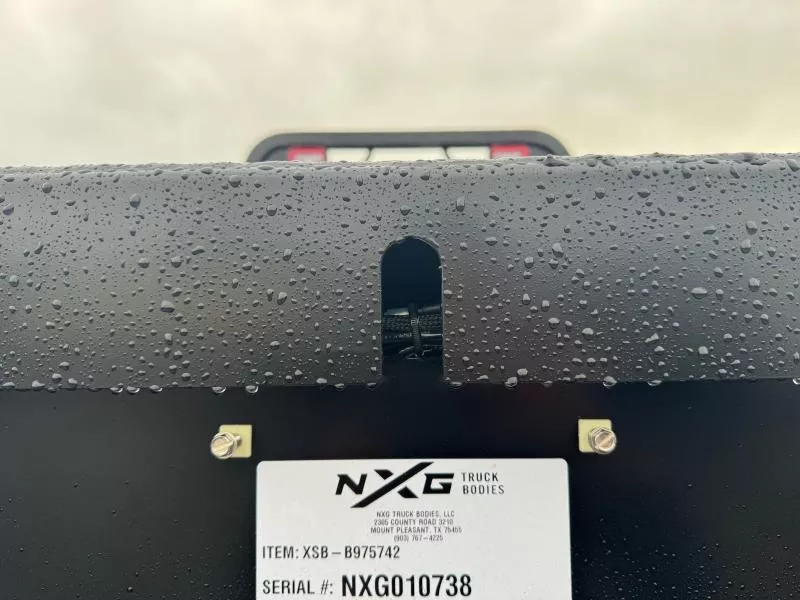 NXG TRUCK BODIES
NXG TRUCK BODIES, LLC
2305 COUNTY ROAD 3210
MOUNT PLEASANT, TX 75455
(903) 767-4225
ITEM: XSB-B975742
SERIAL #: NXG010738